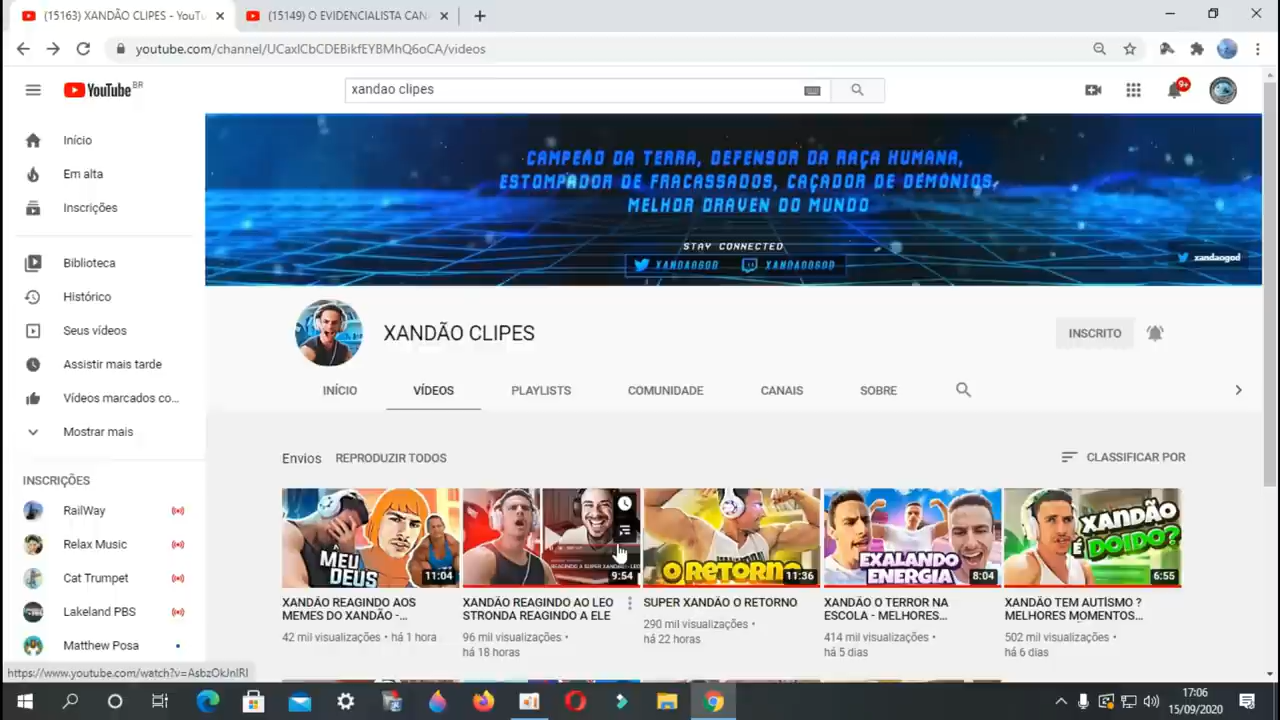 (15163) XANDÃO CLIPES - YouTu
(15149) O EVIDENCIALISTA CAN
youtube.com/channel/UCaxlCbCDEBikfEYBMhQ6oCA/videos
YouTube BR
xandao clipes
9+
Início
Em alta
Inscrições
Biblioteca
Histórico
Seus vídeos
Assistir mais tarde
Vídeos marcados co...
Mostrar mais
INSCRIÇÕES
RailWay
Relax Music
Cat Trumpet
Lakeland PBS
Matthew Posa
CAMPEÃO DA TERRA, DEFENSOR DA RAÇA HUMANA,
ESTOMPADOR DE FRACASSADOS, CAÇADOR DE DEMÔNIOS,
MELHOR DRAVEN DO MUNDO
STAY CONNECTED
XANDAOGOD XANDAOGOD
xandaogod
XANDÃO CLIPES
INSCRITO
INÍCIO VÍDEOS PLAYLISTS COMUNIDADE CANAIS SOBRE
Envios REPRODUZIR TODOS
CLASSIFICAR POR
MEU
DEUS
11:04
XANDÃO REAGINDO AOS
MEMES DO XANDÃO -...
42 mil visualizações • há 1 hora
9:54
XANDÃO REAGINDO AO LEO
STRONDA REAGINDO A ELE
96 mil visualizações •
há 18 horas
O RETORNO
11:36
SUPER XANDÃO O RETORNO
290 mil visualizações •
há 22 horas
EXALANDO
ENERGIA
8:04
XANDÃO O TERROR NA
ESCOLA - MELHORES...
414 mil visualizações •
há 5 dias
XANDÃO
É DOIDO?
6:55
XANDÃO TEM AUTÍSMO ?
MELHORES MOMENTOS...
502 mil visualizações •
há 6 dias
https://www.youtube.com/watch?v=AsbzOkJnIRI
17:06
15/09/2020